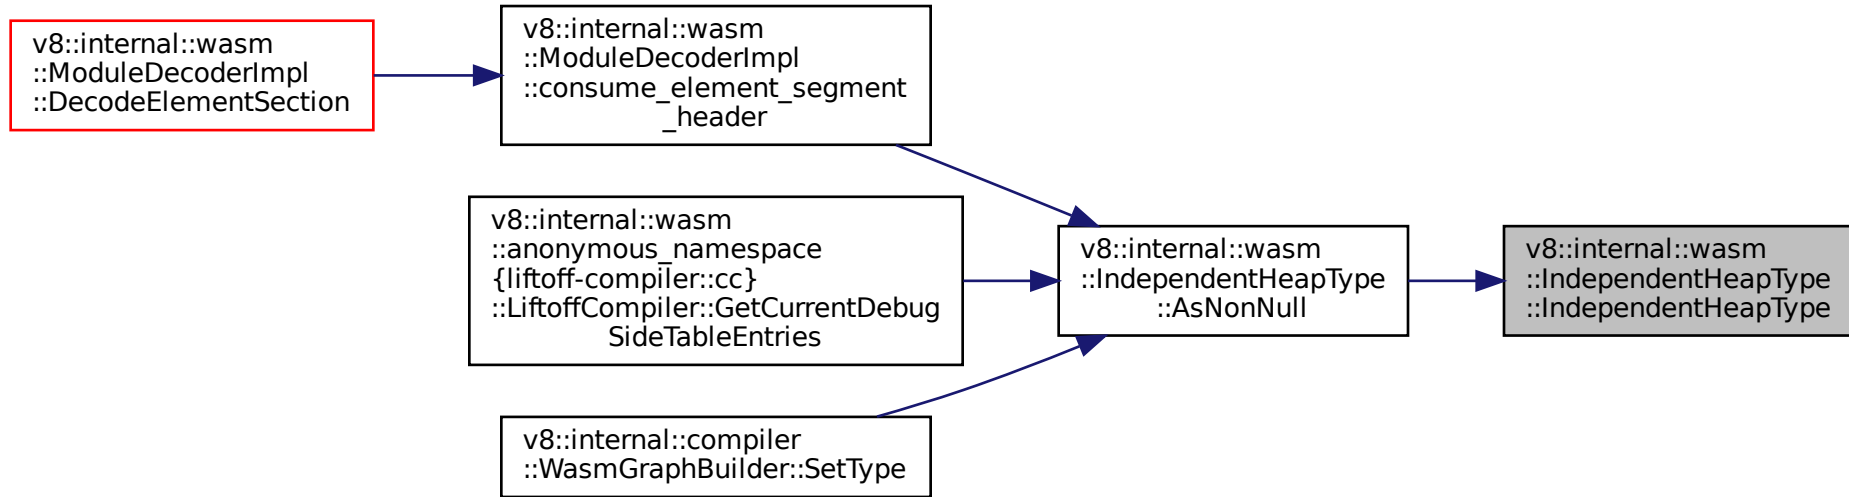 v8::internal::wasm
::ModuleDecoderImpl
::DecodeElementSection
v8::internal::wasm
::ModuleDecoderImpl
::consume_element_segment
_header
v8::internal::wasm
::anonymous_namespace
{liftoff-compiler::cc}
::LiftoffCompiler::GetCurrentDebug
SideTableEntries
v8::internal::compiler
::WasmGraphBuilder::SetType
v8::internal::wasm
::IndependentHeapType
::AsNonNull
v8::internal::wasm
::IndependentHeapType
::IndependentHeapType